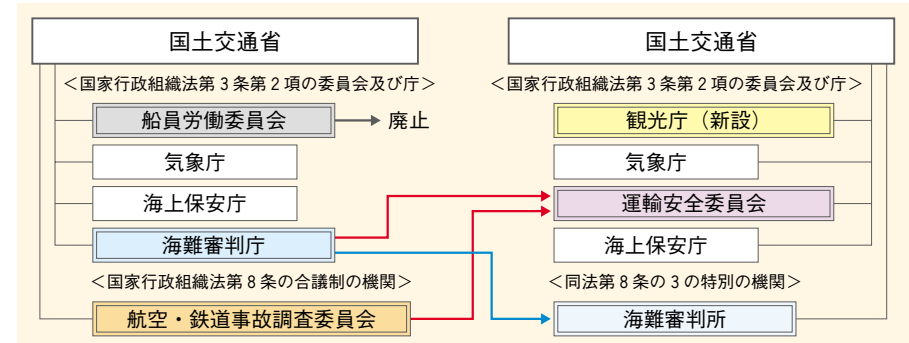 国土交通省
＜国家行政組織法第３条第２項の委員会及び庁＞
船員労働委員会
廃止
気象庁
海上保安庁
海難審判庁
＜国家行政組織法第８条の合議制の機関＞
航空・鉄道事故調査委員会
国土交通省
＜国家行政組織法第３条第２項の委員会及び庁＞
観光庁（新設）
気象庁
運輸安全委員会
海上保安庁
＜同法第８条の３の特別の機関＞
海難審判所